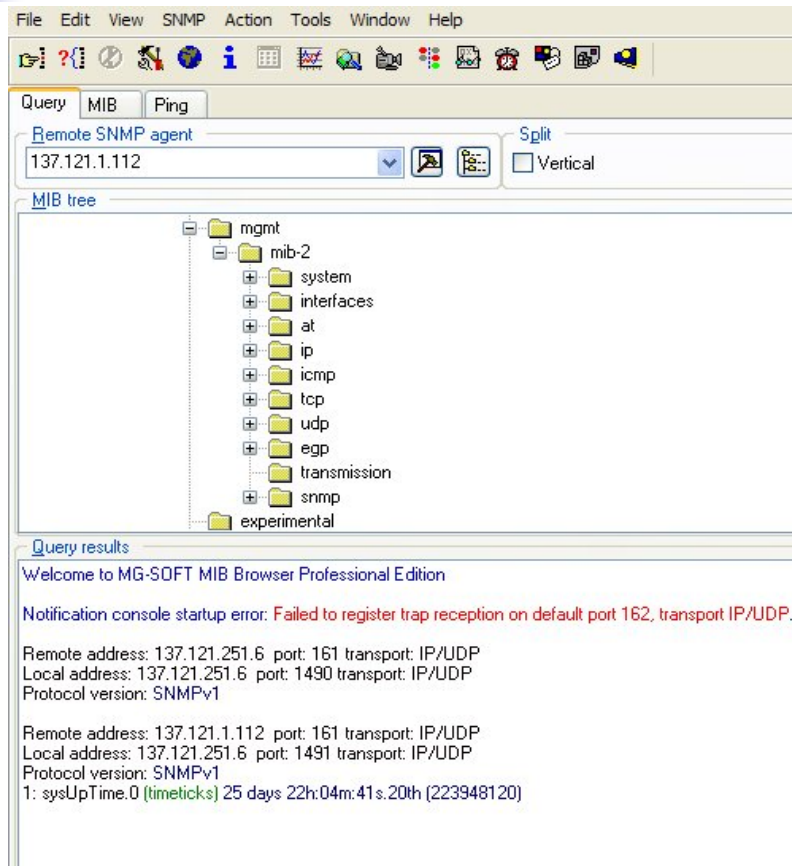 File Edit View SNMP Action Tools Window Help
Query MIB Ping
Remote SNMP agent
137.121.1.112
Split
Vertical
MIB tree
mgmt
mib-2
system
interfaces
at
ip
icmp
tcp
udp
egp
transmission
snmp
experimental
Query results
Welcome to MG-SOFT MIB Browser Professional Edition
Notification console startup error: Failed to register trap reception on default port 162, transport IP/UDP.
Remote address: 137.121.251.6 port: 161 transport: IP/UDP
Local address: 137.121.251.6 port: 1490 transport: IP/UDP
Protocol version: SNMPv1
Remote address: 137.121.1.112 port: 161 transport: IP/UDP
Local address: 137.121.251.6 port: 1491 transport: IP/UDP
Protocol version: SNMPv1
1: sysUpTime.0 (timeticks) 25 days 22h:04m:41s.20th (223948120)